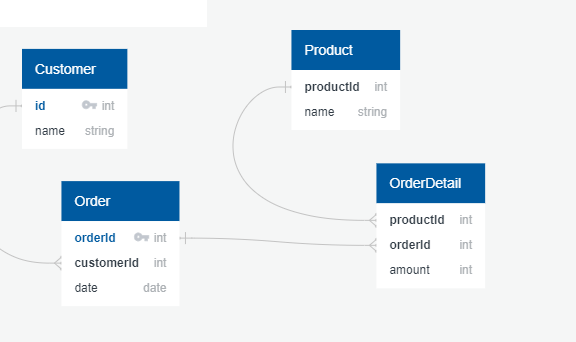 Customer
id int
name string
Product
productId int
name string
Order
orderId int
customerId int
date date
OrderDetail
productId int
orderId int
amount int